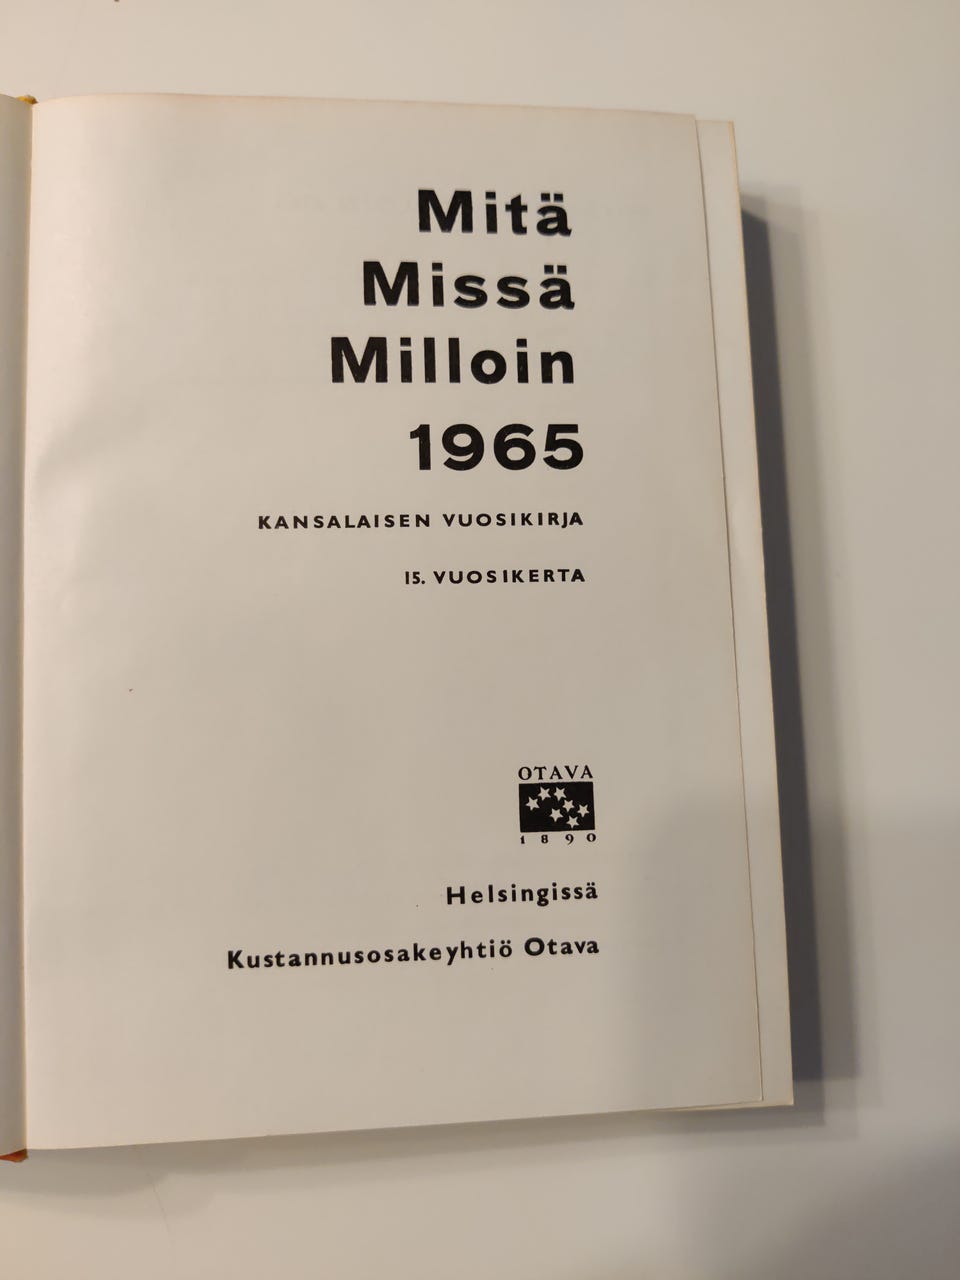 Mitä
Missä
Milloin
1965
KANSALAISEN VUOSIKIRJA
15. VUOSIKERTA
OTAVA
1890
Helsingissä
Kustannusosakeyhtiö Otava